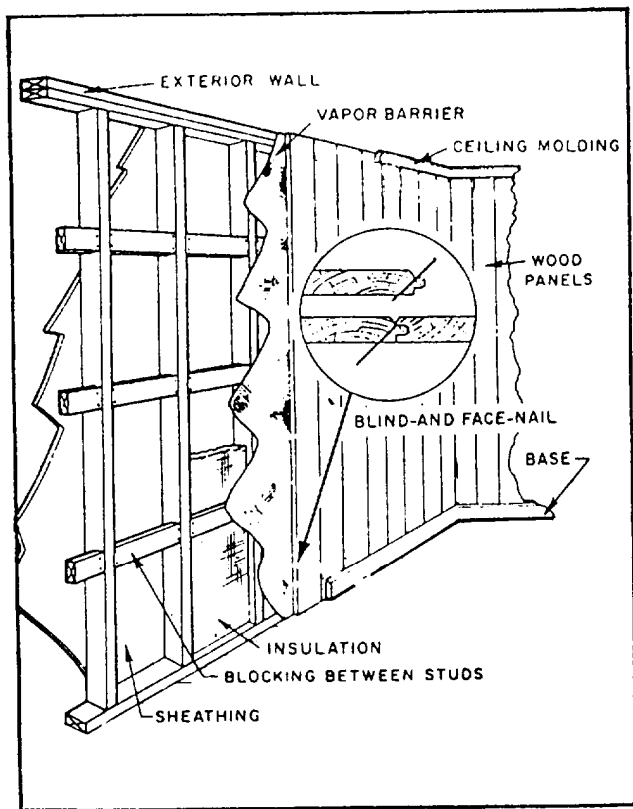 EXTERIOR WALL
VAPOR BARRIER
CEILING MOLDING
WOOD
PANELS
BLIND-AND FACE-NAIL
BASE
INSULATION
BLOCKING BETWEEN STUDS
SHEATHING